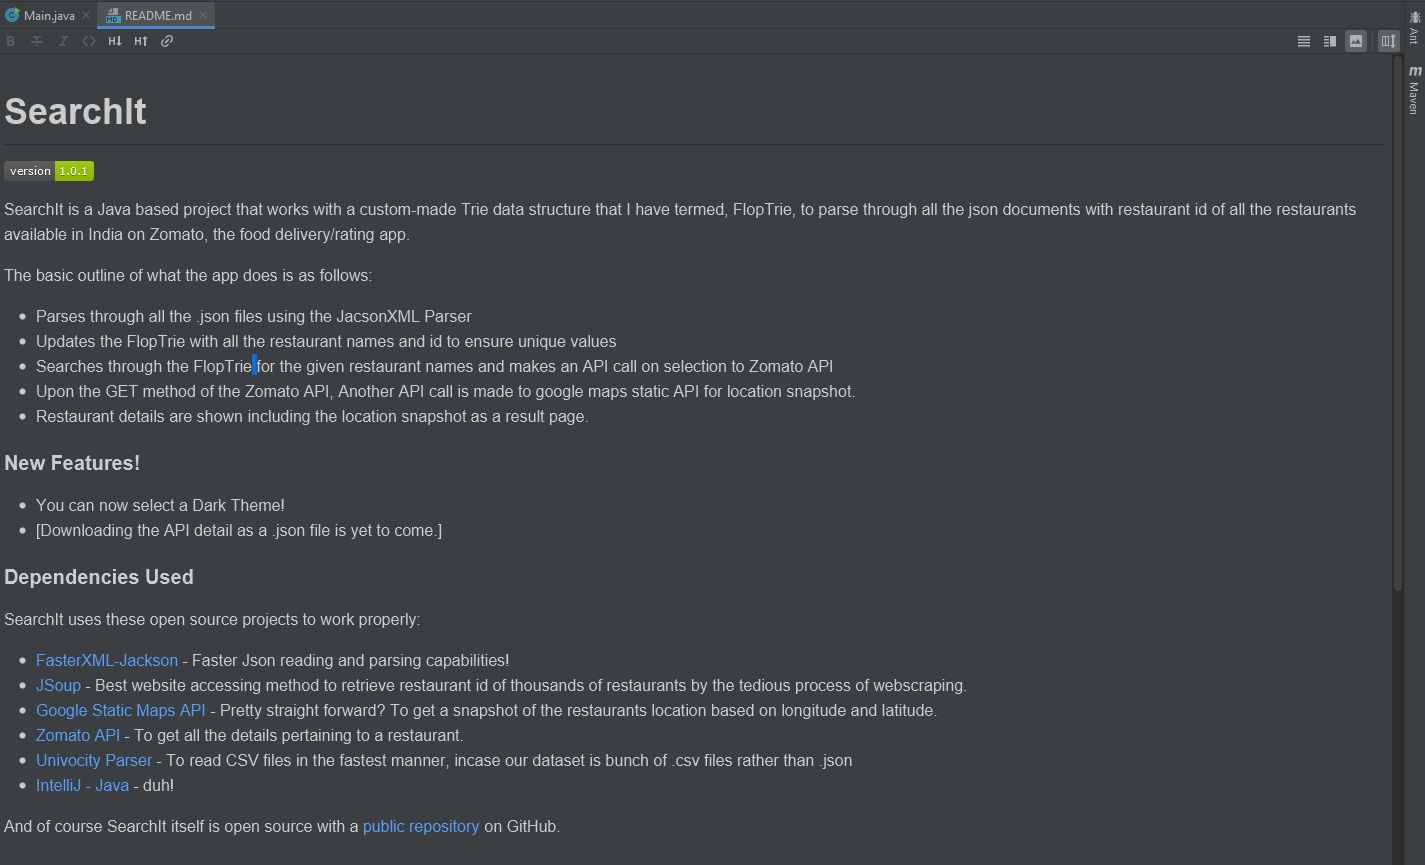 Main.java
README.md
B T I <> H↓ H↑
SearchIt
version 1.0.1
SearchIt is a Java based project that works with a custom-made Trie data structure that I have termed, FlopTrie, to parse through all the json documents with restaurant id of all the restaurants
available in India on Zomato, the food delivery/rating app.
The basic outline of what the app does is as follows:
• Parses through all the .json files using the JacsonXML Parser
• Updates the FlopTrie with all the restaurant names and id to ensure unique values
• Searches through the FlopTrie for the given restaurant names and makes an API call on selection to Zomato API
• Upon the GET method of the Zomato API, Another API call is made to google maps static API for location snapshot.
• Restaurant details are shown including the location snapshot as a result page.
New Features!
• You can now select a Dark Theme!
• [Downloading the API detail as a .json file is yet to come.]
Dependencies Used
SearchIt uses these open source projects to work properly:
• FasterXML-Jackson - Faster Json reading and parsing capabilities!
• JSoup - Best website accessing method to retrieve restaurant id of thousands of restaurants by the tedious process of webscraping.
• Google Static Maps API - Pretty straight forward? To get a snapshot of the restaurants location based on longitude and latitude.
• Zomato API - To get all the details pertaining to a restaurant.
• Univocity Parser - To read CSV files in the fastest manner, incase our dataset is bunch of .csv files rather than .json
• IntelliJ - Java - duh!
And of course SearchIt itself is open source with a public repository on GitHub.
Ant
m Maven